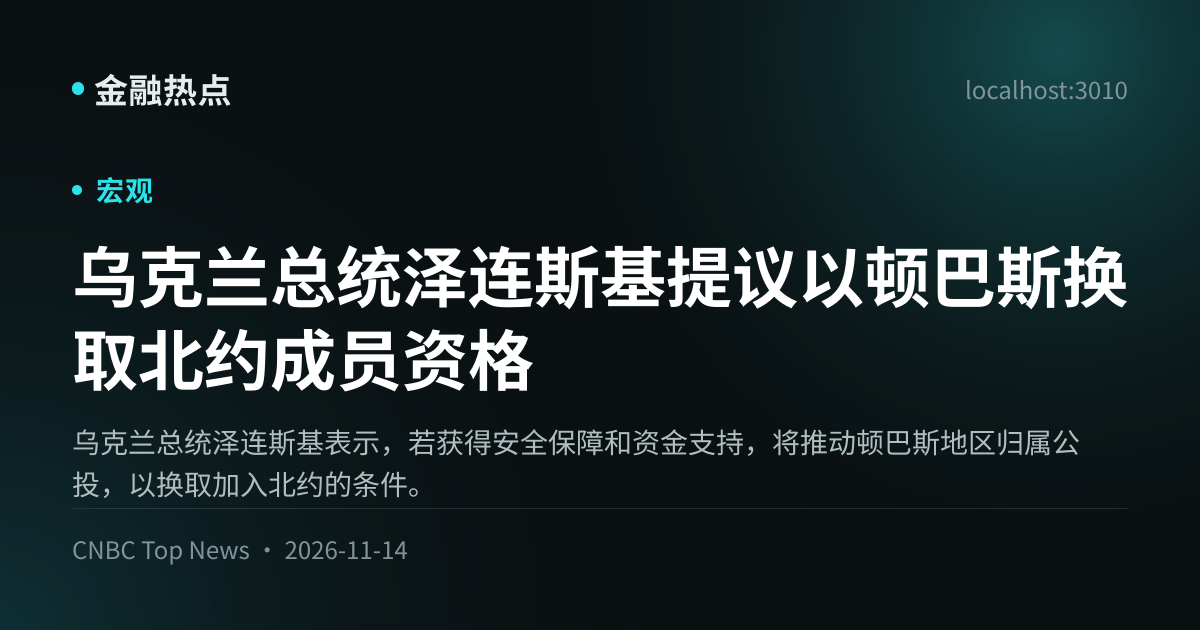 金融热点
localhost:3010
宏观
乌克兰总统泽连斯基提议以顿巴斯换
取北约成员资格
乌克兰总统泽连斯基表示，若获得安全保障和资金支持，将推动顿巴斯地区归属公
投，以换取加入北约的条件。
CNBC Top News • 2026-11-14